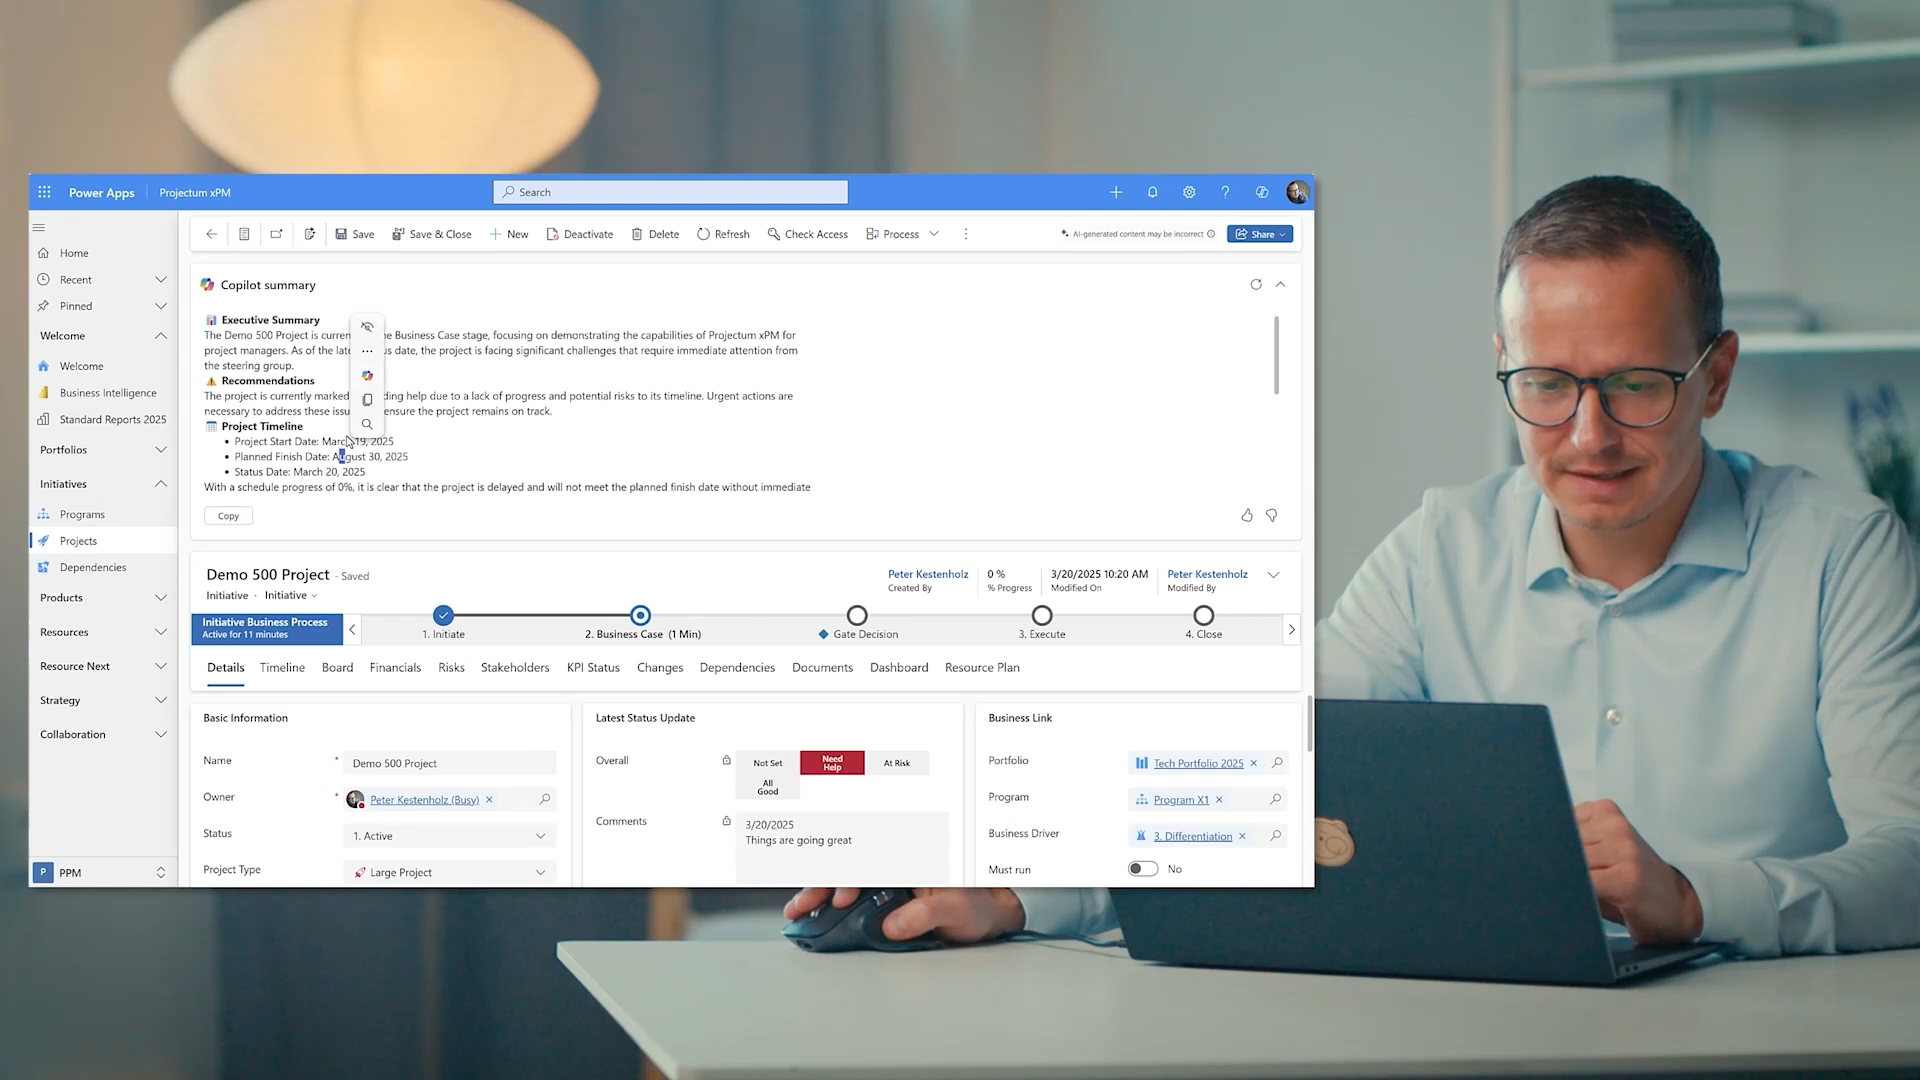 Power Apps
Projectum xPM
Search
Save
Save & Close
New
Deactivate
Delete
Refresh
Check Access
Process
AI-generated content may be incorrect
Share
Home
Recent
Pinned
Welcome
Welcome
Business Intelligence
Standard Reports 2025
Portfolios
Initiatives
Programs
Projects
Dependencies
Products
Resources
Resource Next
Strategy
Collaboration
P PPM
Copilot summary
Executive Summary
The Demo 500 Project is Business Case stage, focusing on demonstrating the capabilities of Projectum xPM for
project managers. As of the date, the project is facing significant challenges that require immediate attention from
the steering group.
Recommendations
The project is currently marked help due to a lack of progress and potential risks to its timeline. Urgent actions are
necessary to address these ensure the project remains on track.
Project Timeline
Project Start Date: March 19, 2025
Planned Finish Date: August 30, 2025
Status Date: March 20, 2025
With a schedule progress of 0%, it is clear that the project is delayed and will not meet the planned finish date without immediate
Copy
Demo 500 Project - Saved
Initiative · Initiative
Peter Kestenholz
Created By
0 %
% Progress
3/20/2025 10:20 AM
Modified On
Peter Kestenholz
Modified By
Initiative Business Process
Active for 11 minutes
1. Initiate
2. Business Case (1 Min)
Gate Decision
3. Execute
4. Close
Details
Timeline
Board
Financials
Risks
Stakeholders
KPI Status
Changes
Dependencies
Documents
Dashboard
Resource Plan
Basic Information
Name * Demo 500 Project
Owner * Peter Kestenholz (Busy)
Status 1. Active
Project Type Large Project
Latest Status Update
Overall
Not Set
Need Help
At Risk
All Good
Comments
3/20/2025
Things are going great
Business Link
Portfolio Tech Portfolio 2025
Program Program X1
Business Driver 3. Differentiation
Must run No